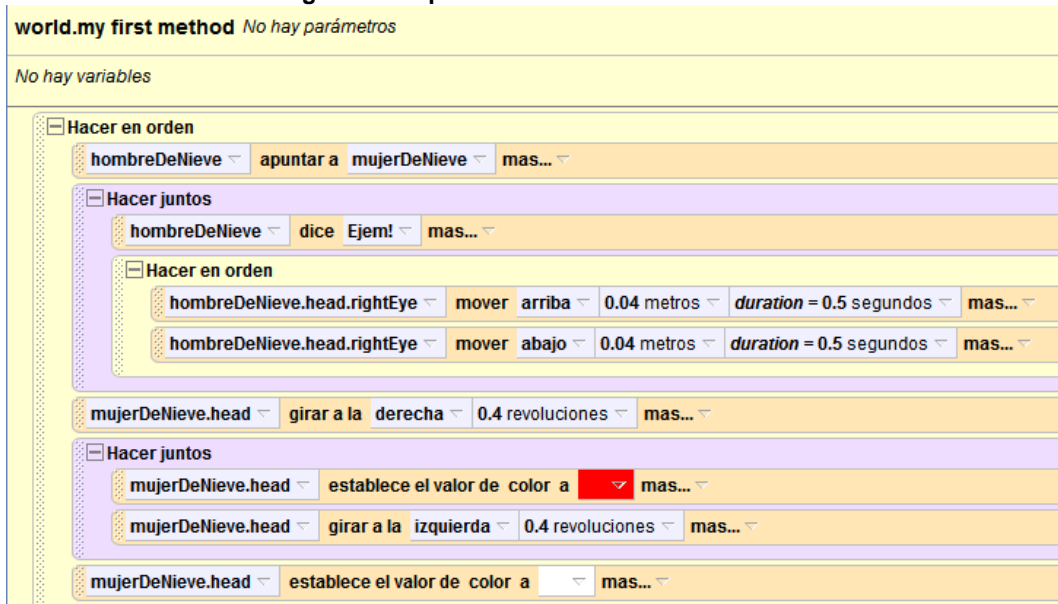 world.my first method No hay parámetros
No hay variables
Hacer en orden
hombreDeNieve apuntar a mujerDeNieve mas...
Hacer juntos
hombreDeNieve dice Ejem! mas...
Hacer en orden
hombreDeNieve.head.rightEye mover arriba 0.04 metros duration = 0.5 segundos mas...
hombreDeNieve.head.rightEye mover abajo 0.04 metros duration = 0.5 segundos mas...
mujerDeNieve.head girar a la derecha 0.4 revoluciones mas...
Hacer juntos
mujerDeNieve.head establece el valor de color a mas...
mujerDeNieve.head girar a la izquierda 0.4 revoluciones mas...
mujerDeNieve.head establece el valor de color a mas...